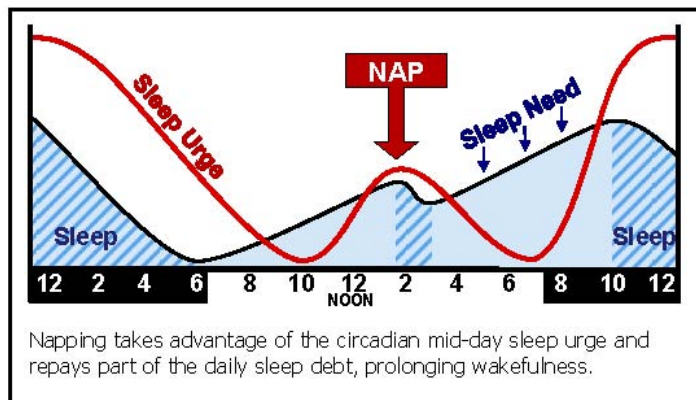 NAP
Sleep Urge
Sleep Need
Sleep
Sleep
12 2 4 6 8 10 12 2 4 6 8 10 12
NOON
Napping takes advantage of the circadian mid-day sleep urge and
repays part of the daily sleep debt, prolonging wakefulness.